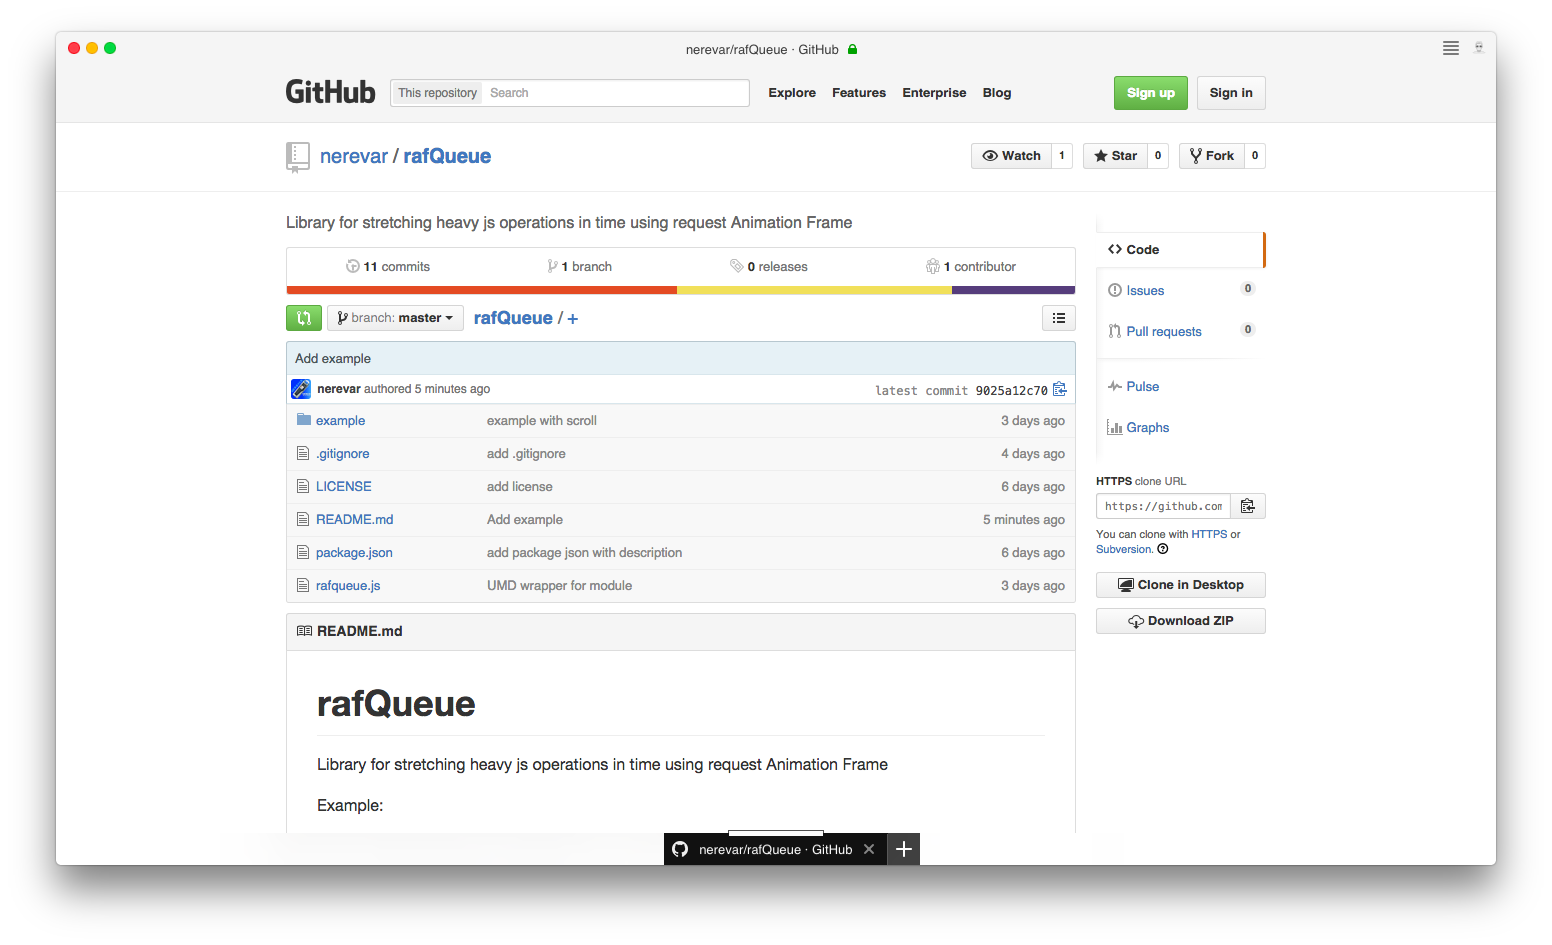 nerevar/rafQueue · GitHub
GitHub This repository Search Explore Features Enterprise Blog Sign up Sign in
nerevar / rafQueue Watch 1 Star 0 Fork 0
Library for stretching heavy js operations in time using request Animation Frame
11 commits 1 branch 0 releases 1 contributor
branch: master rafQueue / +
Add example
nerevar authored 5 minutes ago latest commit 9025a12c70
example example with scroll 3 days ago
.gitignore add .gitignore 4 days ago
LICENSE add license 6 days ago
README.md Add example 5 minutes ago
package.json add package json with description 6 days ago
rafqueue.js UMD wrapper for module 3 days ago
README.md
rafQueue
Library for stretching heavy js operations in time using request Animation Frame
Example:
Code
Issues 0
Pull requests 0
Pulse
Graphs
HTTPS clone URL
https://github.com
You can clone with HTTPS or
Subversion.
Clone in Desktop
Download ZIP
nerevar/rafQueue · GitHub